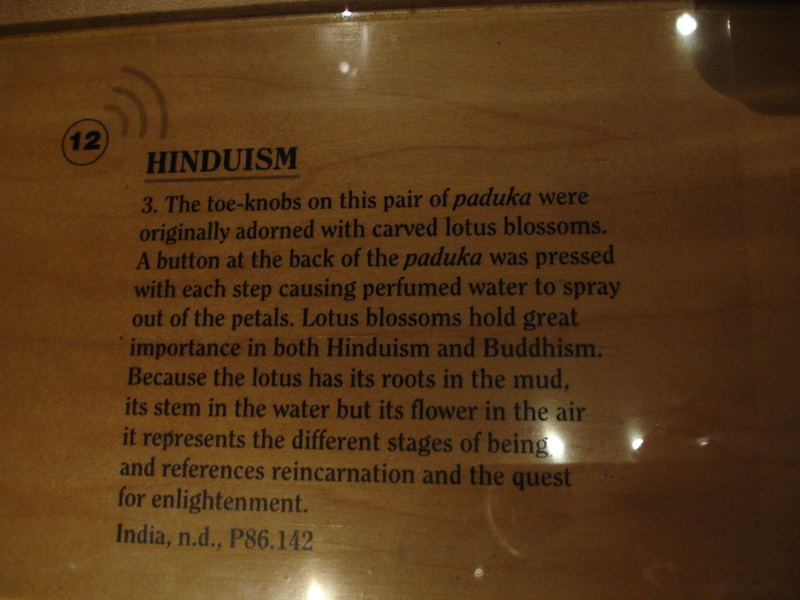 12
HINDUISM
3. The toe-knobs on this pair of paduka were
originally adorned with carved lotus blossoms.
A button at the back of the paduka was pressed
with each step causing perfumed water to spray
out of the petals. Lotus blossoms hold great
importance in both Hinduism and Buddhism.
Because the lotus has its roots in the mud,
its stem in the water but its flower in the air
it represents the different stages of being
and references reincarnation and the quest
for enlightenment.
India, n.d., P86.142